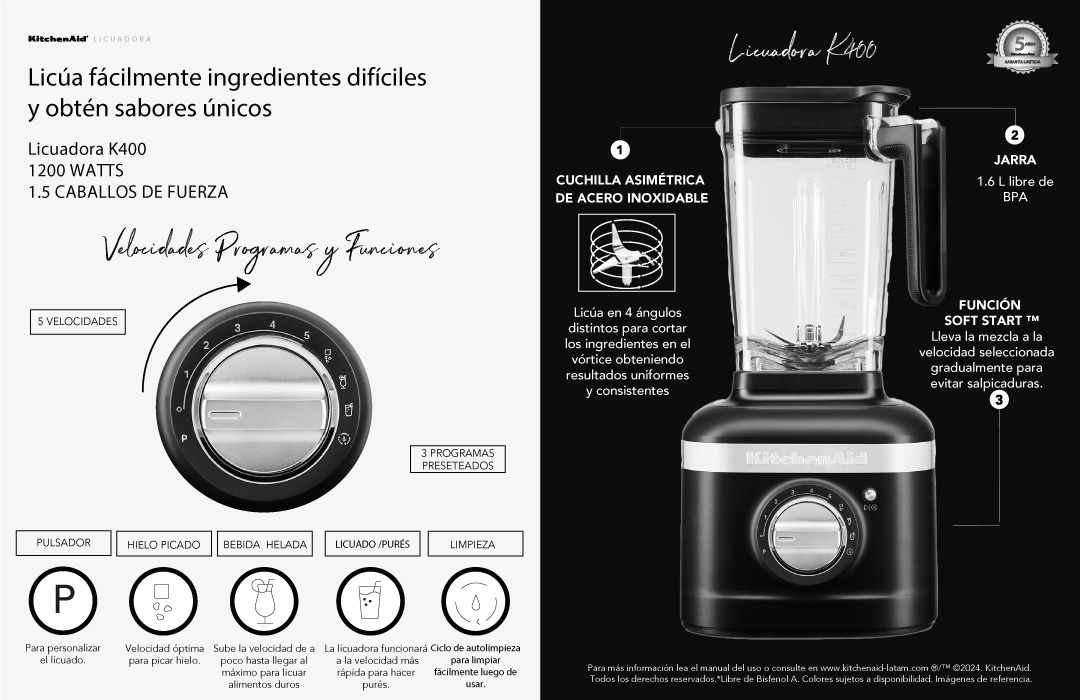 KitchenAid® LICUADORA
Licúa fácilmente ingredientes difíciles
y obtén sabores únicos
Licuadora K400
1200 WATTS
1.5 CABALLOS DE FUERZA
Velocidades Programas y Funciones
5 VELOCIDADES
P
0
1
2
3
4
5
3 PROGRAMAS
PRESETEADOS
PULSADOR
HIELO PICADO
BEBIDA HELADA
LICUADO /PURÉS
LIMPIEZA
P
Para personalizar
el licuado.
Velocidad óptima
para picar hielo.
Sube la velocidad de a
poco hasta llegar al
máximo para licuar
alimentos duros
La licuadora funcionará
a la velocidad más
rápida para hacer
purés.
Ciclo de autolimpieza
para limpiar
fácilmente luego de
usar.
Licuadora K400
5 AÑOS
KitchenAid
GARANTÍA LIMITADA
1
CUCHILLA ASIMÉTRICA
DE ACERO INOXIDABLE
Licúa en 4 ángulos
distintos para cortar
los ingredientes en el
vórtice obteniendo
resultados uniformes
y consistentes
2
JARRA
1.6 L libre de
BPA
FUNCIÓN
SOFT START ™
Lleva la mezcla a la
velocidad seleccionada
gradualmente para
evitar salpicaduras.
3
KitchenAid
P
1
2
3
4
5
Para más información lea el manual del uso o consulte en www.kitchenaid-latam.com ®/™ ©2024. KitchenAid.
Todos los derechos reservados.*Libre de Bisfenol A. Colores sujetos a disponibilidad. Imágenes de referencia.